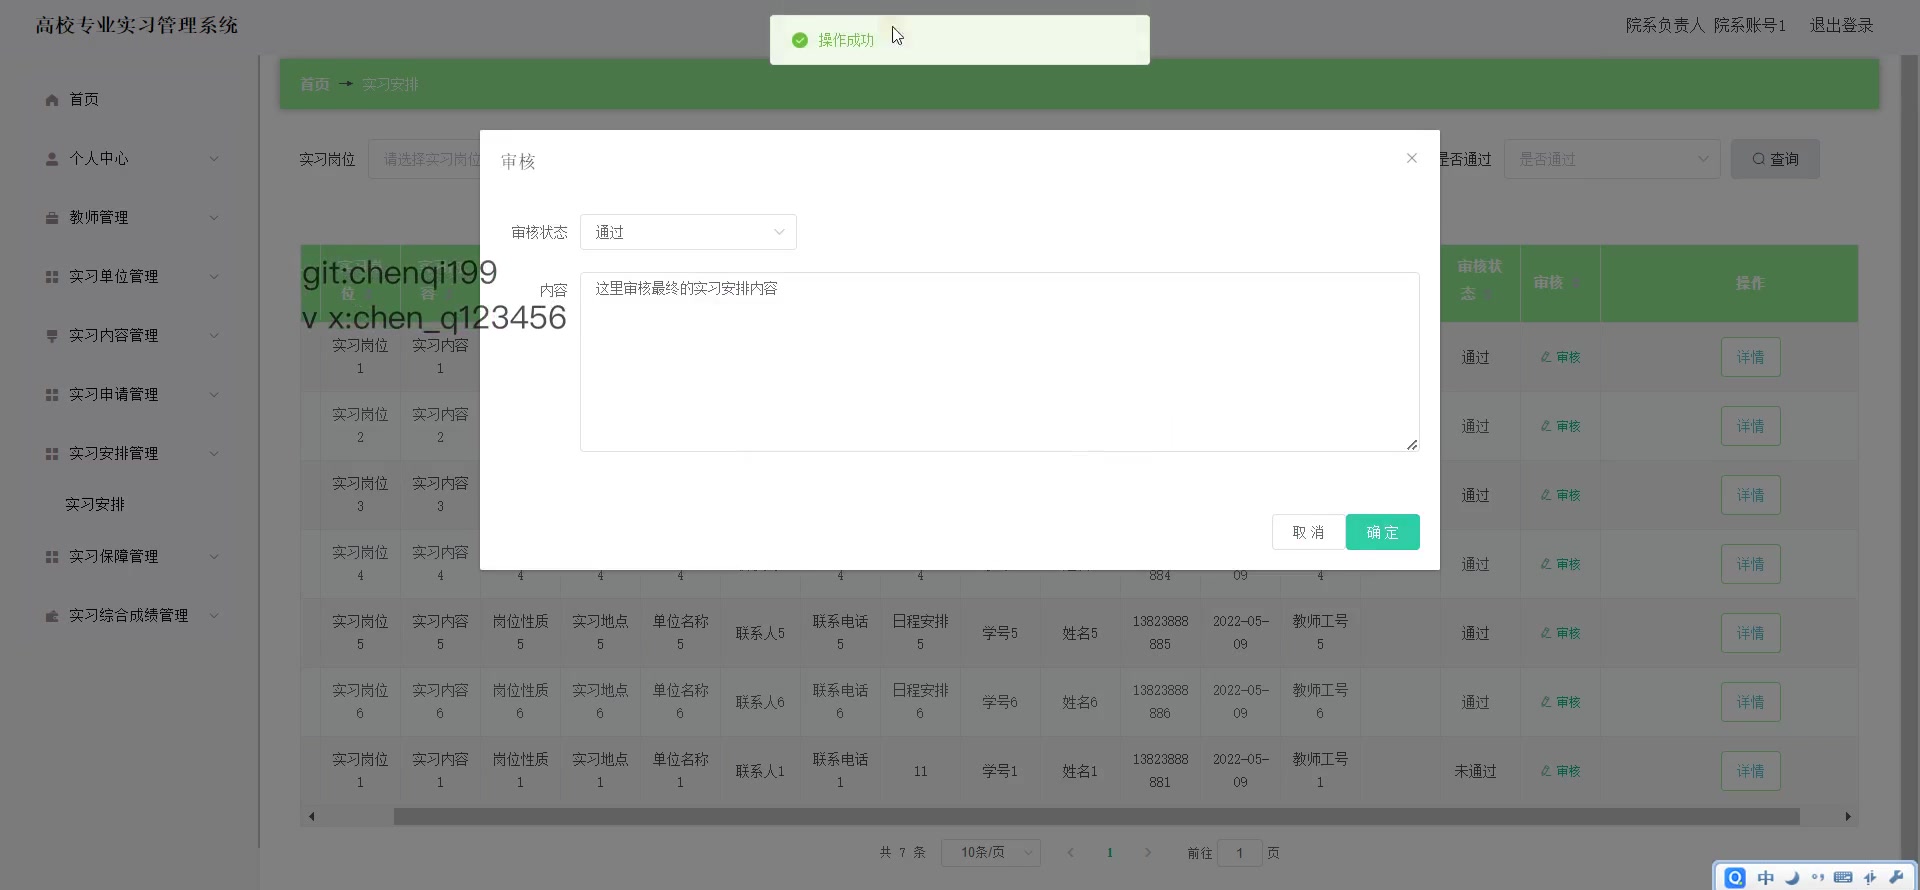 高校专业实习管理系统
院系负责人 院系账号1 退出登录
操作成功
首页
个人中心
教师管理
实习单位管理
实习内容管理
实习申请管理
实习安排管理
实习安排
实习保障管理
实习综合成绩管理
首页 → 实习安排
实习岗位 请选择实习岗位
是否通过 是否通过 查询
审核
审核状态 通过
内容 这里审核最终的实习安排内容
取消 确定
git:chenqi199
v x:chen_q123456
审核状态 审核 操作
实习岗位1 实习内容1 通过 审核 详情
实习岗位2 实习内容2 通过 审核 详情
实习岗位3 实习内容3 通过 审核 详情
实习岗位4 实习内容4 4 4 4 4 4 884 09 4 通过 审核 详情
实习岗位5 实习内容5 岗位性质5 实习地点5 单位名称5 联系人5 联系电话5 日程安排5 学号5 姓名5 13823888885 2022-05-09 教师工号5 通过 审核 详情
实习岗位6 实习内容6 岗位性质6 实习地点6 单位名称6 联系人6 联系电话6 日程安排6 学号6 姓名6 13823888886 2022-05-09 教师工号6 通过 审核 详情
实习岗位1 实习内容1 岗位性质1 实习地点1 单位名称1 联系人1 联系电话1 11 学号1 姓名1 13823888881 2022-05-09 教师工号1 未通过 审核 详情
共 7 条 10条/页 1 前往 1 页
中